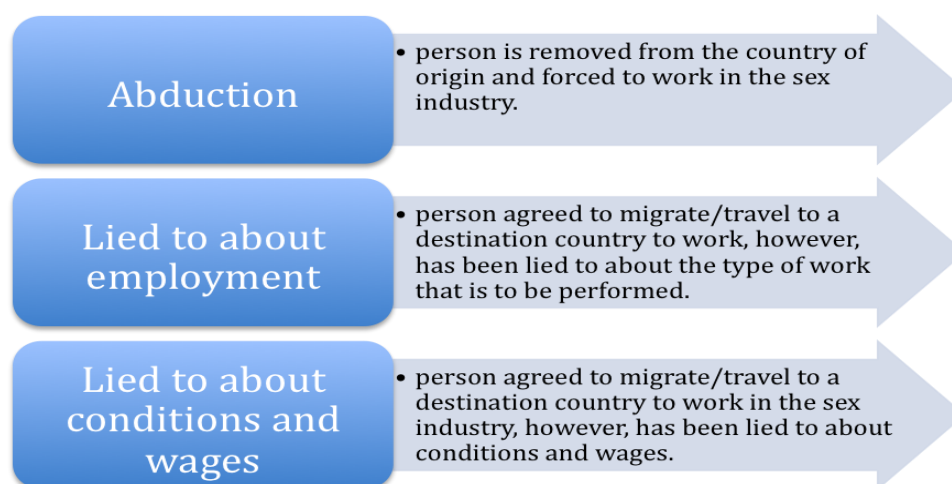 Abduction
• person is removed from the country of
origin and forced to work in the sex
industry.
Lied to about
employment
• person agreed to migrate/travel to a
destination country to work, however,
has been lied to about the type of work
that is to be performed.
Lied to about
conditions and
wages
• person agreed to migrate/travel to a
destination country to work in the sex
industry, however, has been lied to about
conditions and wages.